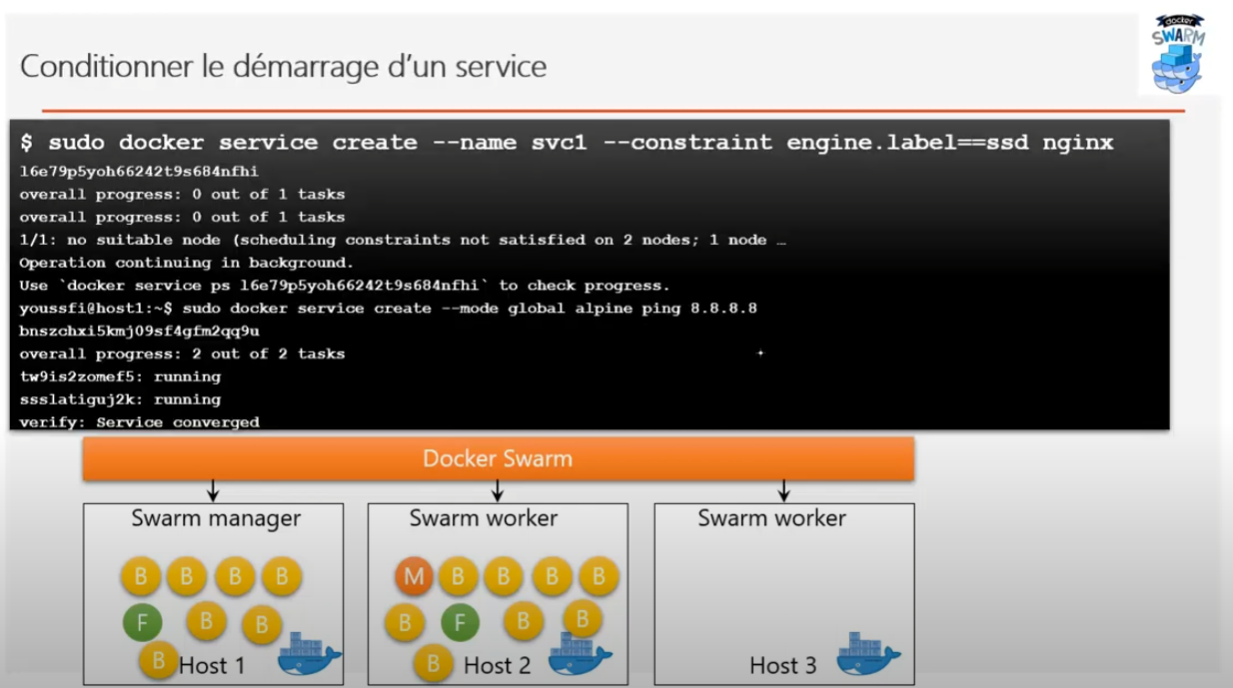 docker
SWARM
Conditionner le démarrage d'un service
$ sudo docker service create --name svc1 --constraint engine.label==ssd nginx
l6e79p5yoh66242t9s684nfhi
overall progress: 0 out of 1 tasks
overall progress: 0 out of 1 tasks
1/1: no suitable node (scheduling constraints not satisfied on 2 nodes; 1 node …
Operation continuing in background.
Use `docker service ps l6e79p5yoh66242t9s684nfhi` to check progress.
youssfi@host1:~$ sudo docker service create --mode global alpine ping 8.8.8.8
bnszchxi5kmj09sf4gfm2qq9u
overall progress: 2 out of 2 tasks
tw9is2zomef5: running
ssslatiguj2k: running
verify: Service converged
Docker Swarm
Swarm manager
B B B B
F B B
B Host 1
Swarm worker
M B B B B
B F B B
B Host 2
Swarm worker
Host 3